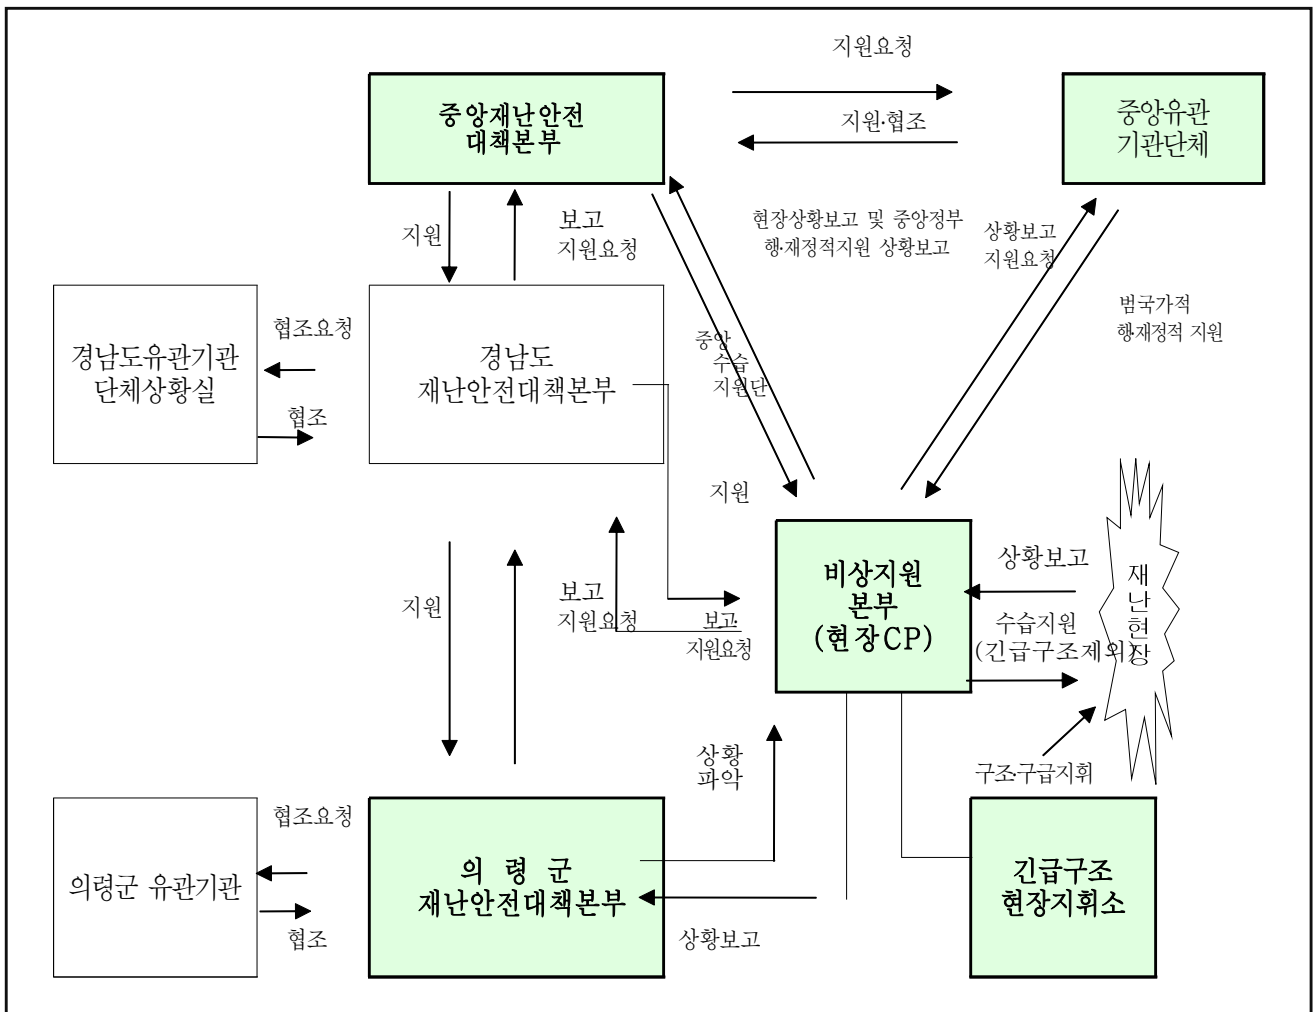 지원요청
중앙재난안전
대책본부
지원·협조
중앙유관
기관단체
지원
보고
지원요청
현장상황보고 및 중앙정부
행·재정적지원 상황보고
상황보고
지원요청
범국가적
행·재정적 지원
경남도유관기관
단체상황실
협조요청
협조
경남도
재난안전대책본부
중앙
수습
지원단
지원
비상지원
본부
(현장CP)
상황보고
수습지원
(긴급구조제외)
재난현장
지원
보고
지원요청
보고·
지원요청
상황
파악
구조·구급지휘
의령군 유관기관
협조요청
협조
의 령 군
재난안전대책본부
상황보고
긴급구조
현장지휘소